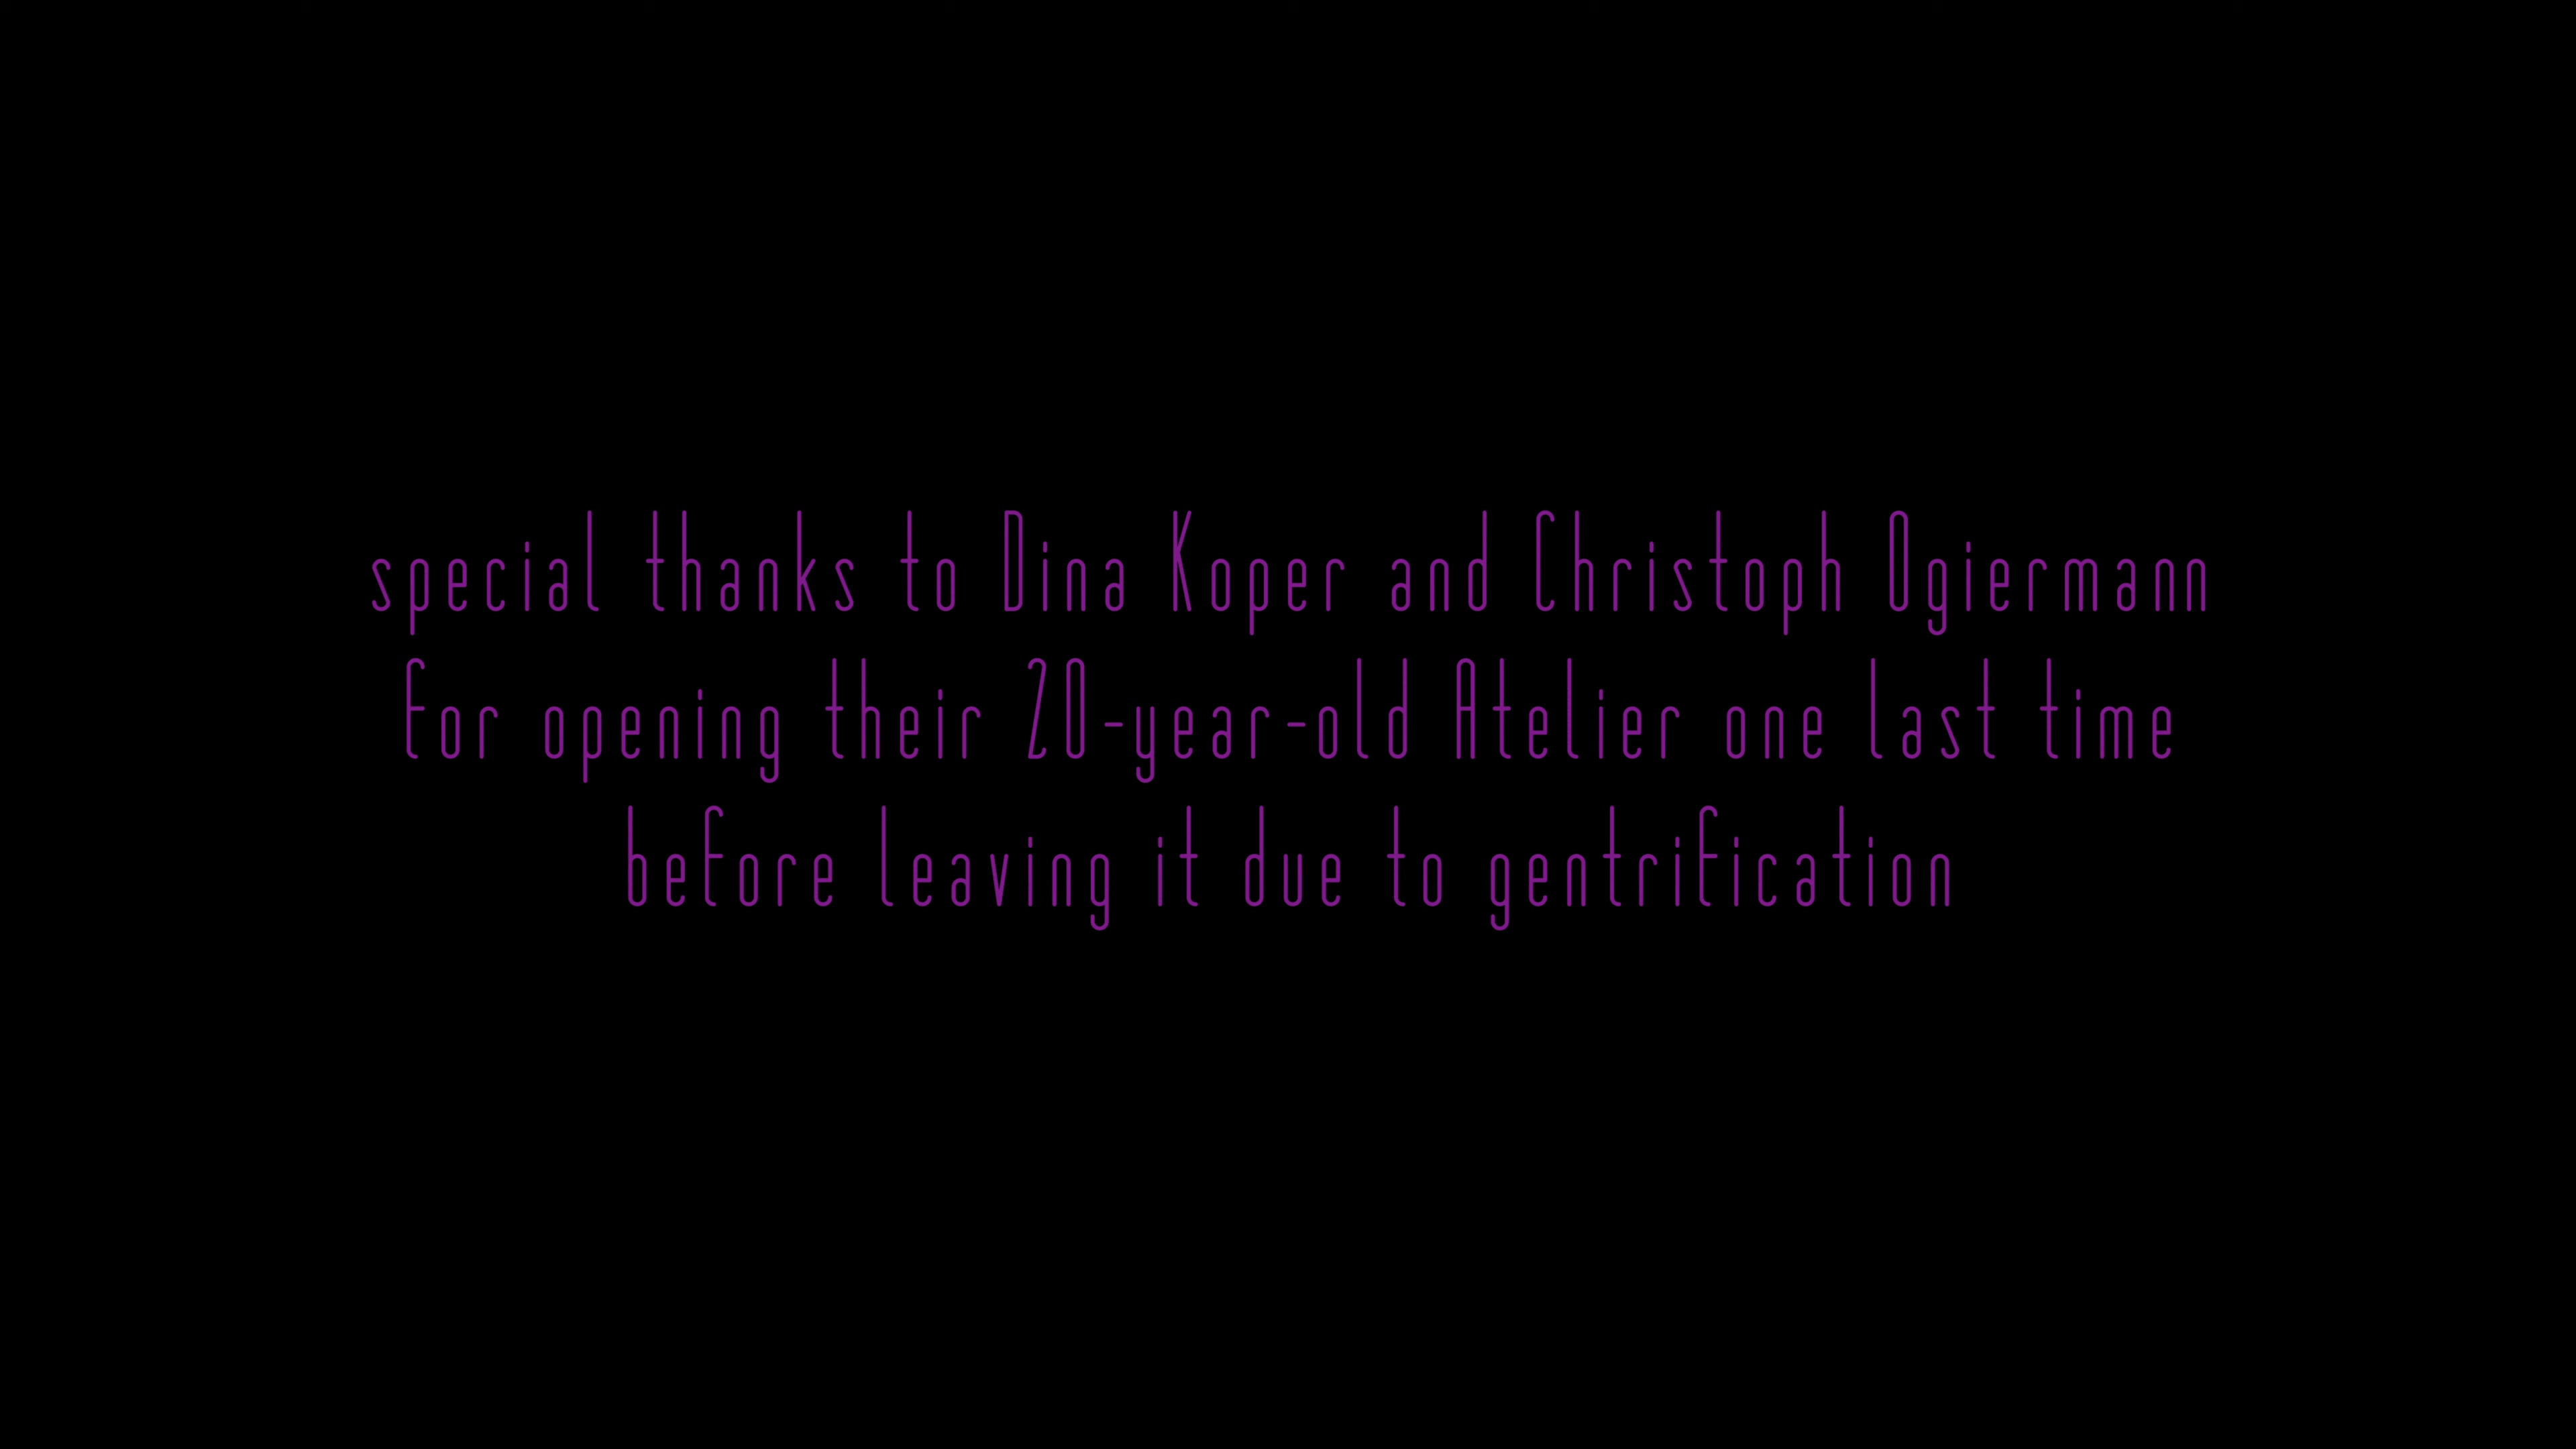 special thanks to Dina Koper and Christoph Ogiermann
for opening their 20-year-old Atelier one last time
before leaving it due to gentrification